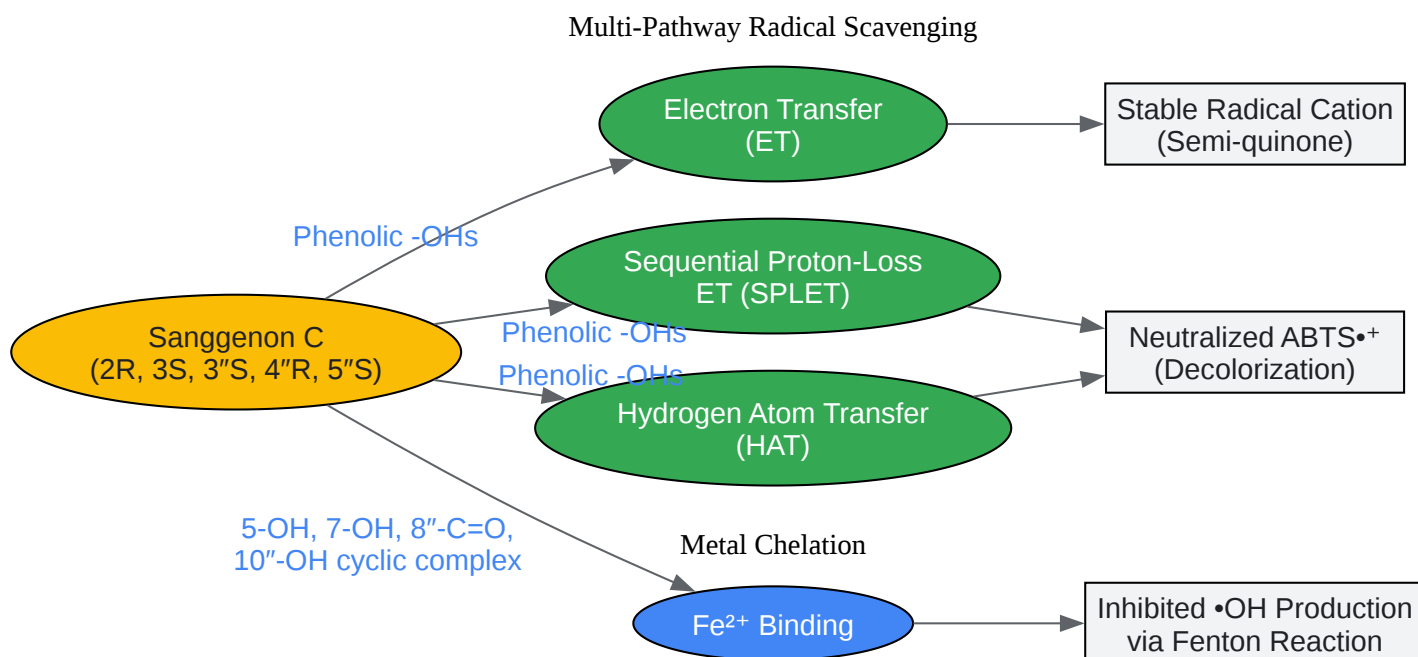 Multi-Pathway Radical Scavenging
Electron Transfer
(ET)
Stable Radical Cation
(Semi-quinone)
Phenolic -OHs
Sequential Proton-Loss
ET (SPLET)
Phenolic -OHs
Sanggenon C
(2R, 3S, 3″S, 4″R, 5″S)
Neutralized ABTS•⁺
(Decolorization)
Phenolic -OHs
Hydrogen Atom Transfer
(HAT)
5-OH, 7-OH, 8″-C=O,
10″-OH cyclic complex
Metal Chelation
Fe²⁺ Binding
Inhibited •OH Production
via Fenton Reaction